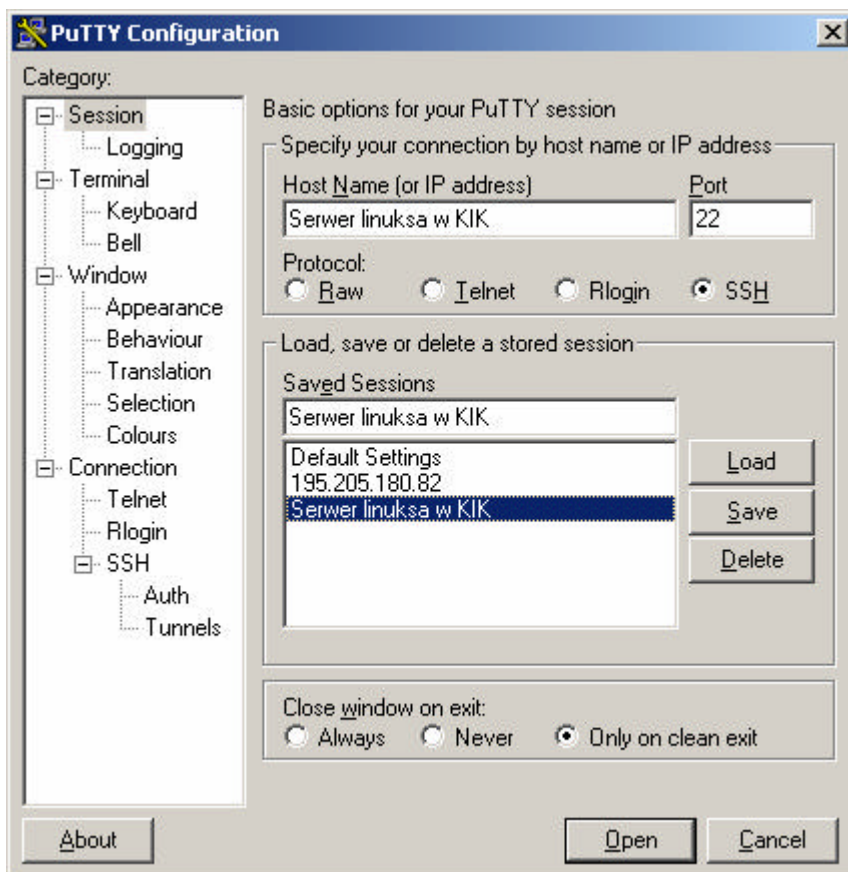 PuTTY Configuration
Category:
Session
Logging
Terminal
Keyboard
Bell
Window
Appearance
Behaviour
Translation
Selection
Colours
Connection
Telnet
Rlogin
SSH
Auth
Tunnels
Basic options for your PuTTY session
Specify your connection by host name or IP address
Host Name (or IP address) Port
Serwer linuksa w KIK 22
Protocol:
Raw Telnet Rlogin SSH
Load, save or delete a stored session
Saved Sessions
Serwer linuksa w KIK
Default Settings
195.205.180.82
Serwer linuksa w KIK
Load
Save
Delete
Close window on exit:
Always Never Only on clean exit
About Open Cancel